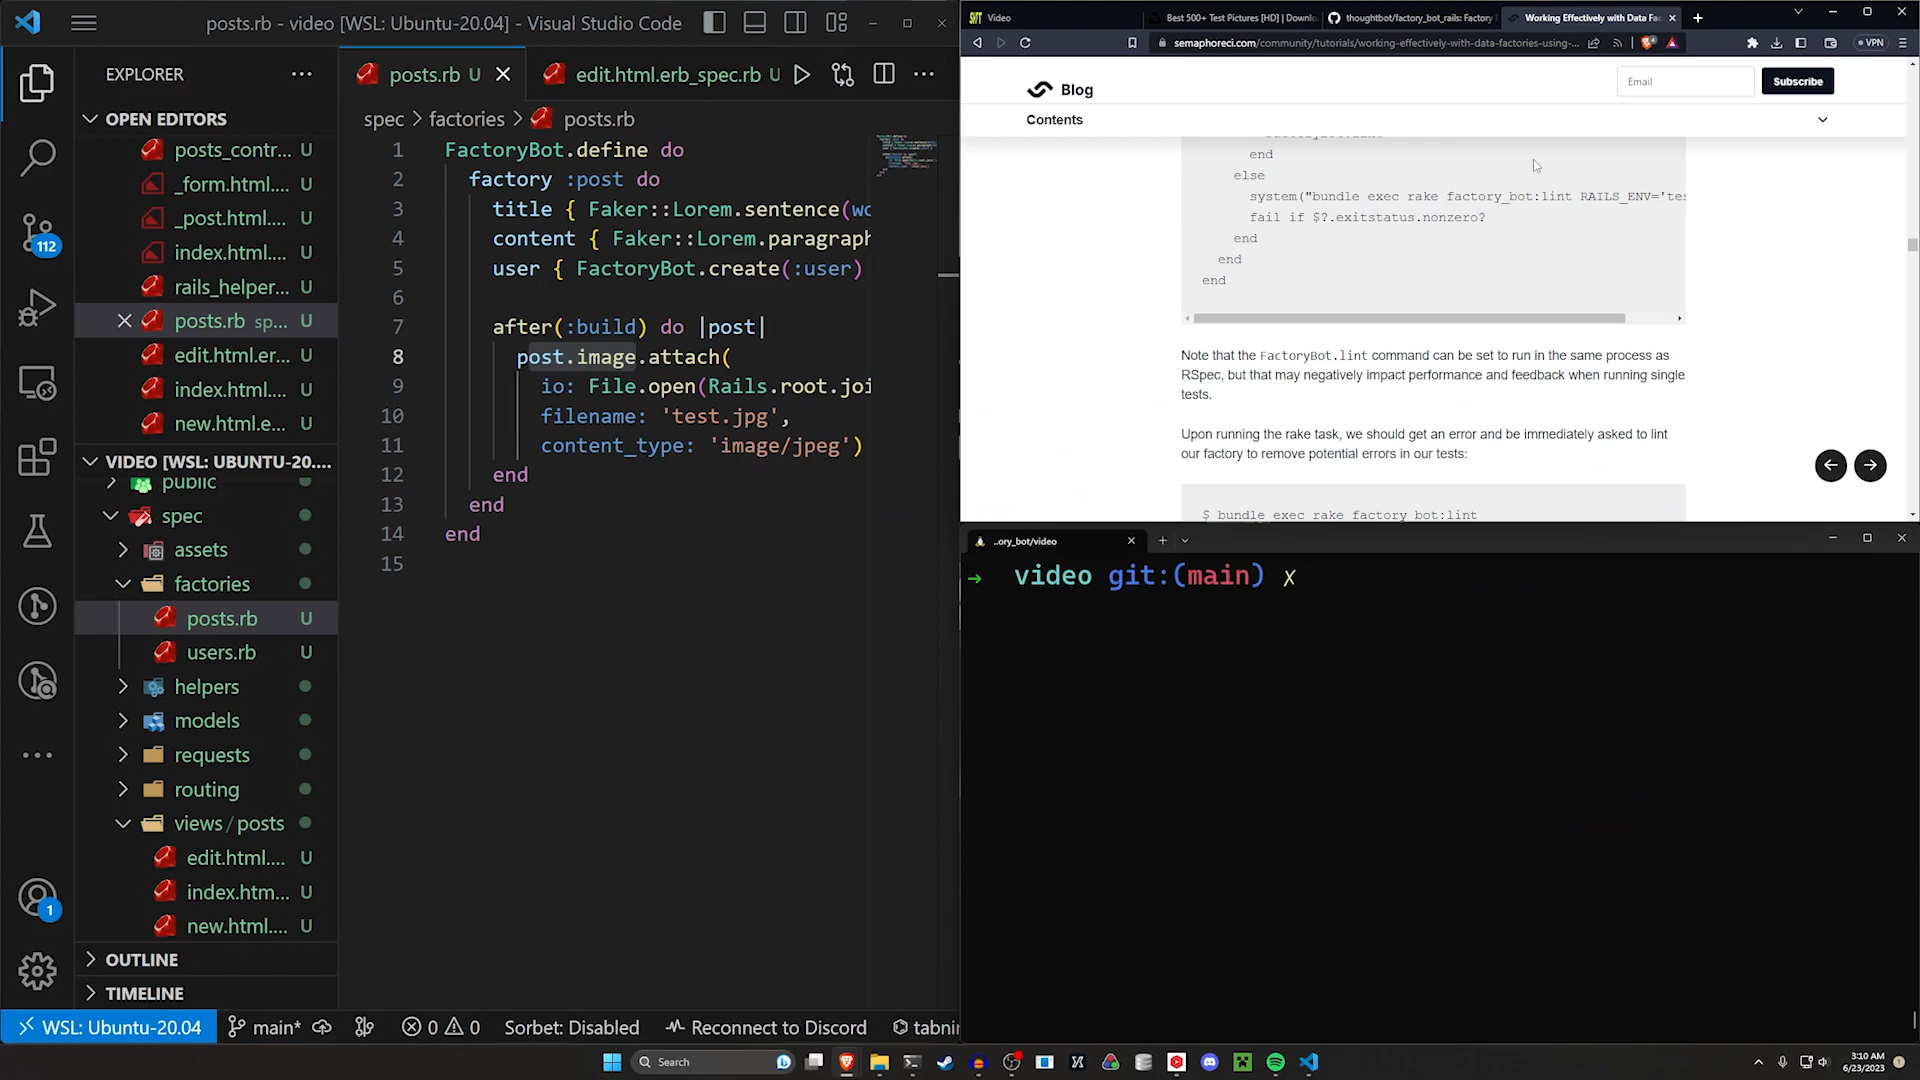 posts.rb - video [WSL: Ubuntu-20.04] - Visual Studio Code
EXPLORER
OPEN EDITORS
posts_contr... U
_form.html.... U
_post.html.... U
index.html.... U
rails_helper... U
posts.rb sp... U
edit.html.er... U
index.html.... U
new.html.e... U
VIDEO [WSL: UBUNTU-20....
public
spec
assets
factories
posts.rb U
users.rb U
helpers
models
requests
routing
views/posts
edit.html.... U
index.htm... U
new.html.... U
OUTLINE
TIMELINE
112
1
posts.rb U
edit.html.erb_spec.rb U
spec > factories > posts.rb
1 FactoryBot.define do
2 factory :post do
3 title { Faker::Lorem.sentence(wo
4 content { Faker::Lorem.paragraph
5 user { FactoryBot.create(:user)
6
7 after(:build) do |post|
8 post.image.attach(
9 io: File.open(Rails.root.joi
10 filename: 'test.jpg',
11 content_type: 'image/jpeg')
12 end
13 end
14 end
15
WSL: Ubuntu-20.04 main* 0 0 Sorbet: Disabled Reconnect to Discord tabnin
Video
Best 500+ Test Pictures [HD] | Downlo
thoughtbot/factory_bot_rails: Factory
Working Effectively with Data Fac
semaphoreci.com/community/tutorials/working-effectively-with-data-factories-using-...
VPN
Blog
Email
Subscribe
Contents
end
else
system("bundle exec rake factory_bot:lint RAILS_ENV='tes
fail if $?.exitstatus.nonzero?
end
end
end
Note that the FactoryBot.lint command can be set to run in the same process as
RSpec, but that may negatively impact performance and feedback when running single
tests.
Upon running the rake task, we should get an error and be immediately asked to lint
our factory to remove potential errors in our tests:
$ bundle exec rake factory_bot:lint
..ory_bot/video
→ video git:(main) x
Search
3:10 AM
6/23/2023